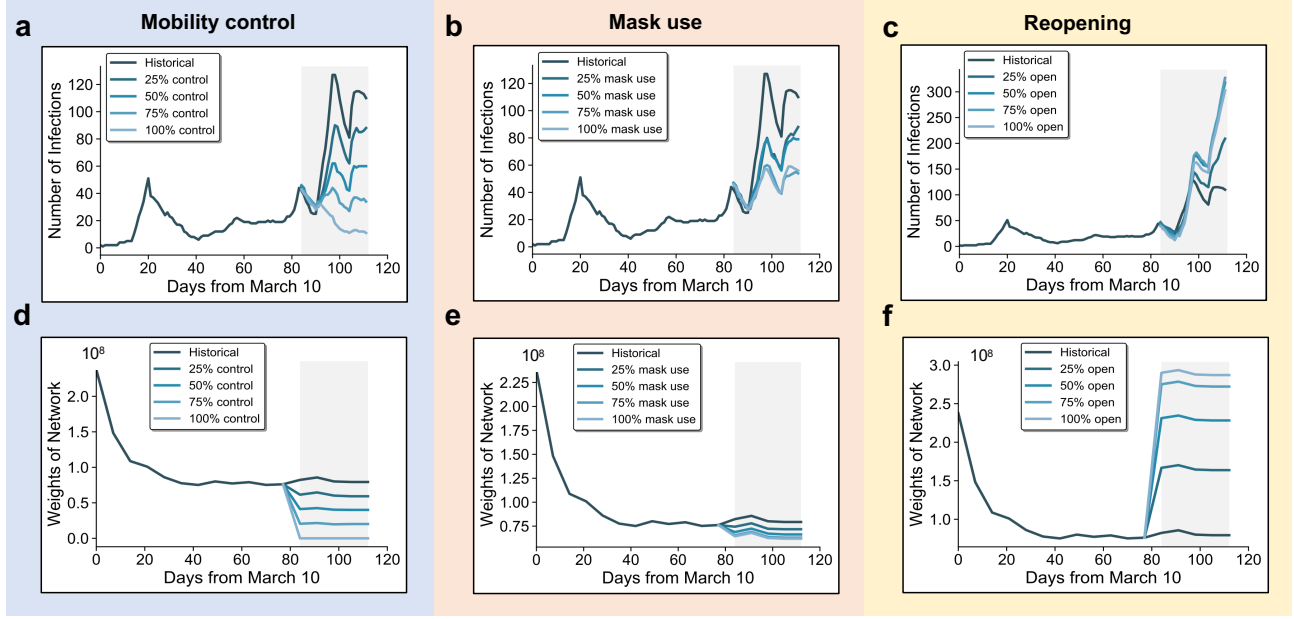 a
Mobility control
Historical
25% control
50% control
75% control
100% control
120
100
80
60
40
20
0
Number of Infections
0 20 40 60 80 100 120
Days from March 10
b
Mask use
Historical
25% mask use
50% mask use
75% mask use
100% mask use
120
100
80
60
40
20
0
Number of Infections
0 20 40 60 80 100 120
Days from March 10
c
Reopening
Historical
25% open
50% open
75% open
100% open
300
250
200
150
100
50
0
Number of Infections
0 20 40 60 80 100 120
Days from March 10
d
10⁸
Historical
25% control
50% control
75% control
100% control
2.0
1.5
1.0
0.5
0.0
Weights of Network
0 20 40 60 80 100 120
Days from March 10
e
10⁸
Historical
25% mask use
50% mask use
75% mask use
100% mask use
2.25
2.00
1.75
1.50
1.25
1.00
0.75
Weights of Network
0 20 40 60 80 100 120
Days from March 10
f
10⁸
Historical
25% open
50% open
75% open
100% open
3.0
2.5
2.0
1.5
1.0
Weights of Network
0 20 40 60 80 100 120
Days from March 10